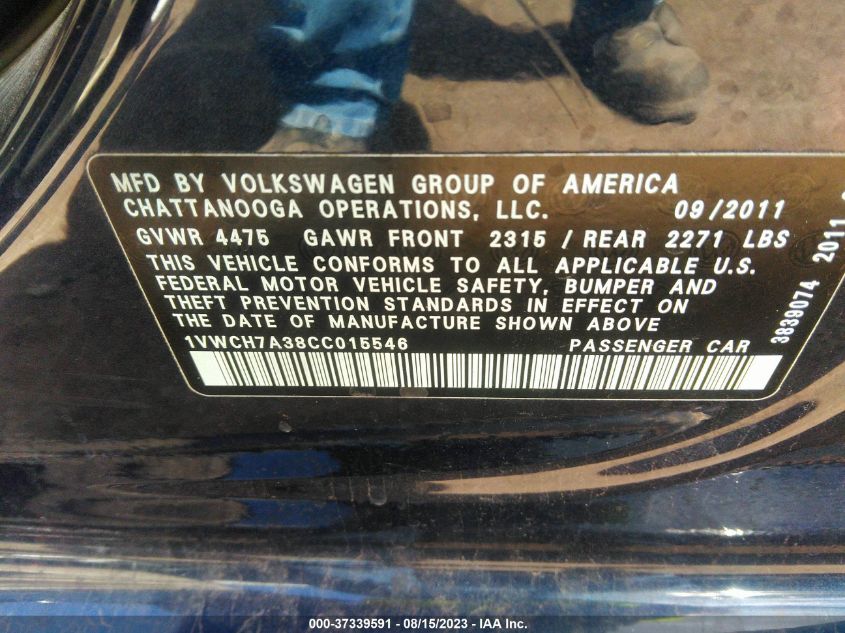 MFD BY VOLKSWAGEN GROUP OF AMERICA
CHATTANOOGA OPERATIONS, LLC. 09/2011
GVWR 4475 GAWR FRONT 2315 / REAR 2271 LBS
THIS VEHICLE CONFORMS TO ALL APPLICABLE U.S.
FEDERAL MOTOR VEHICLE SAFETY, BUMPER AND
THEFT PREVENTION STANDARDS IN EFFECT ON
THE DATE OF MANUFACTURE SHOWN ABOVE
1VWCH7A38CC015546 PASSENGER CAR
3839074 2011
000-37339591 - 08/15/2023 - IAA Inc.